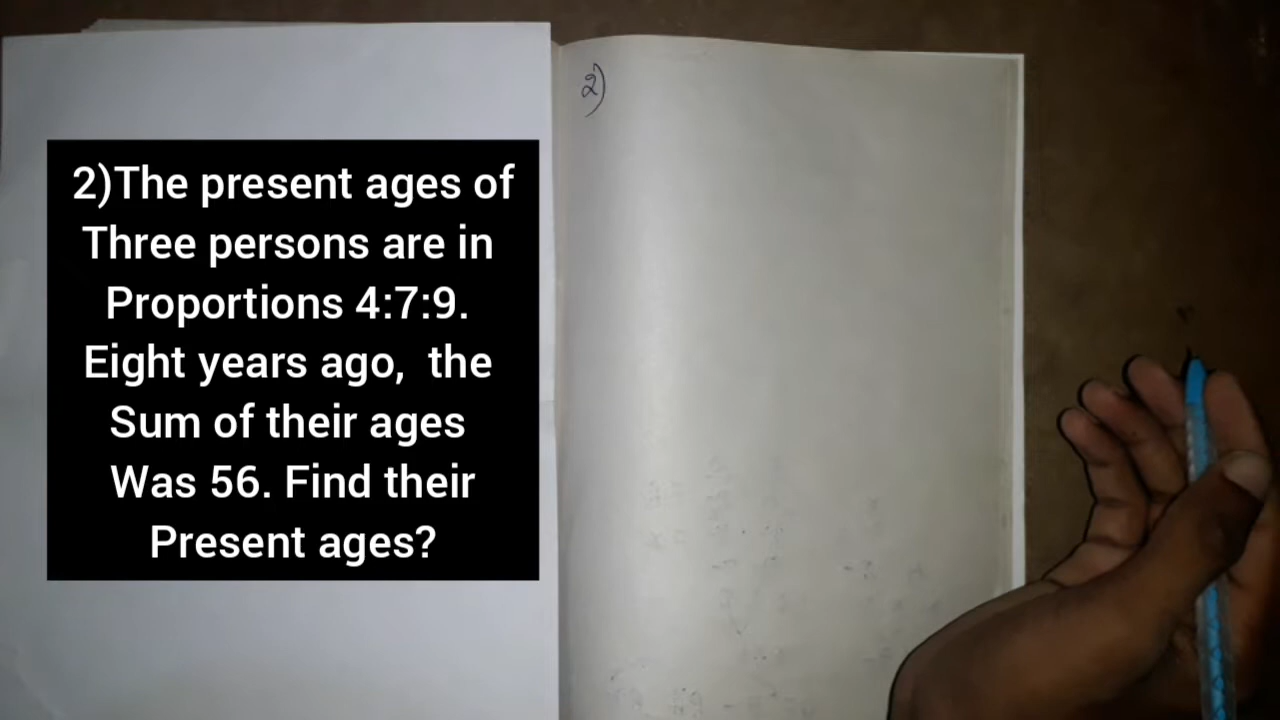 2)The present ages of
Three persons are in
Proportions 4:7:9.
Eight years ago, the
Sum of their ages
Was 56. Find their
Present ages?
2)